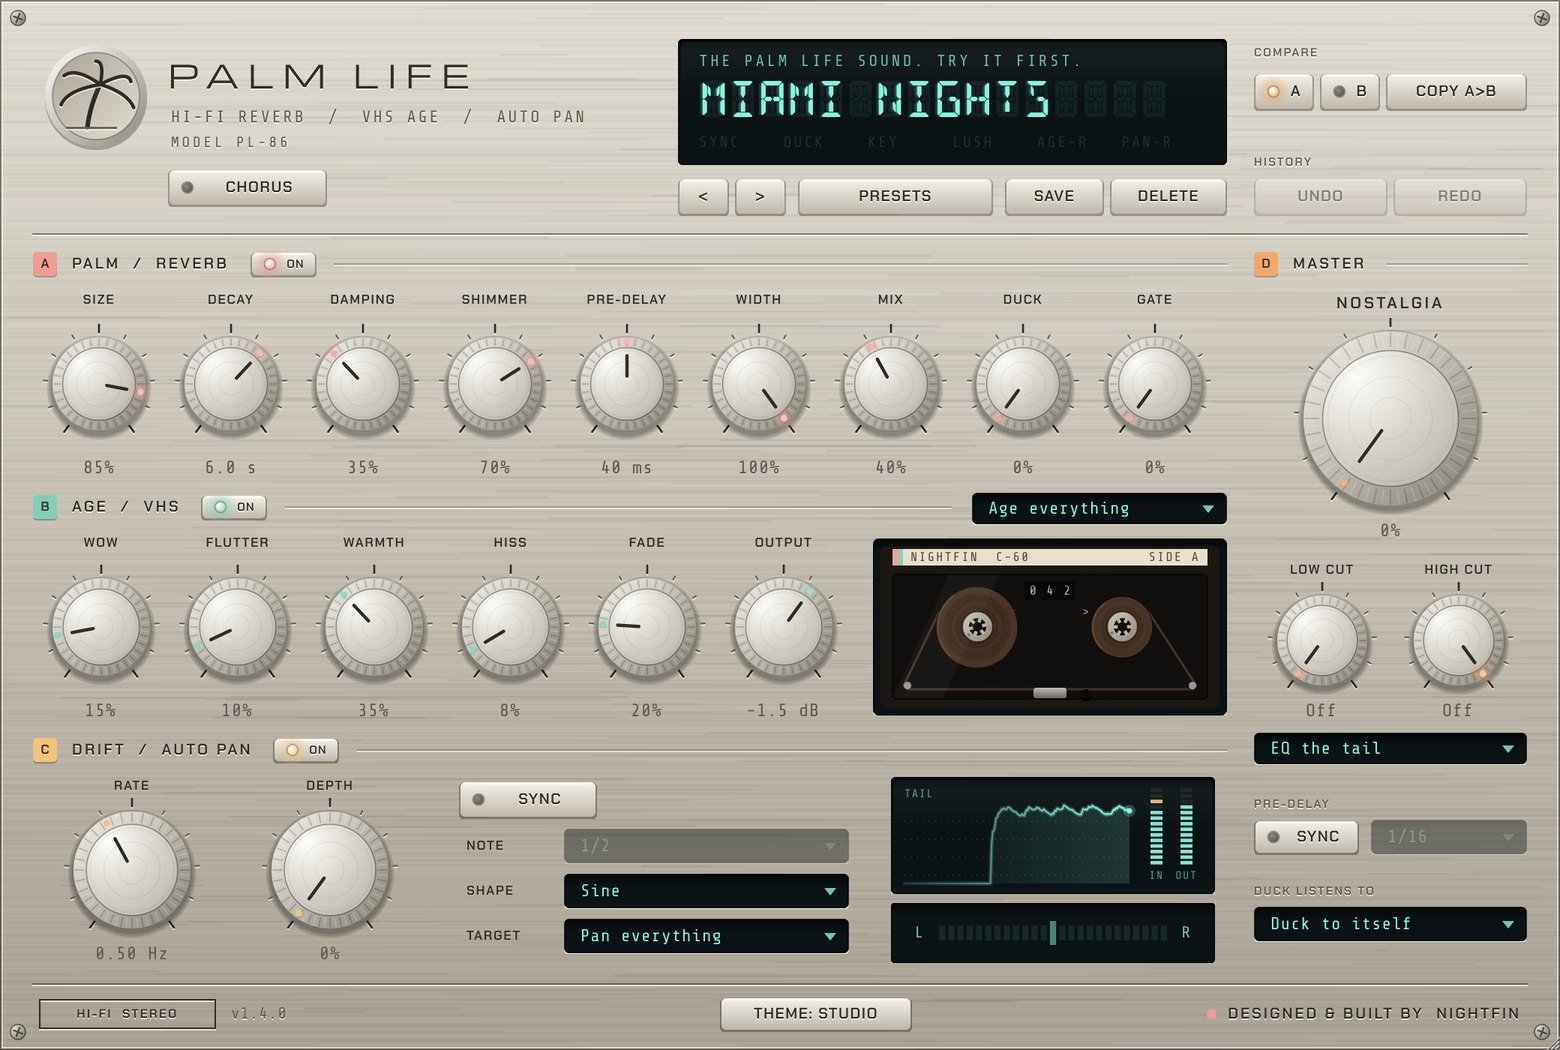 PALM LIFE
HI-FI REVERB / VHS AGE / AUTO PAN
MODEL PL-86
CHORUS
THE PALM LIFE SOUND. TRY IT FIRST.
MIAMI NIGHTS
SYNC DUCK KEY LUSH AGE-R PAN-R
< > PRESETS SAVE DELETE
COMPARE
A B COPY A>B
HISTORY
UNDO REDO
A PALM / REVERB ON
SIZE DECAY DAMPING SHIMMER PRE-DELAY WIDTH MIX DUCK GATE
85% 6.0 s 35% 70% 40 ms 100% 40% 0% 0%
D MASTER
NOSTALGIA
0%
B AGE / VHS ON Age everything
WOW FLUTTER WARMTH HISS FADE OUTPUT
15% 10% 35% 8% 20% -1.5 dB
NIGHTFIN C-60 SIDE A
0 4 2
>
LOW CUT HIGH CUT
Off Off
EQ the tail
C DRIFT / AUTO PAN ON
RATE DEPTH
0.50 Hz 0%
SYNC
NOTE 1/2
SHAPE Sine
TARGET Pan everything
TAIL
IN OUT
L R
PRE-DELAY
SYNC 1/16
DUCK LISTENS TO
Duck to itself
HI-FI STEREO v1.4.0
THEME: STUDIO
DESIGNED & BUILT BY NIGHTFIN